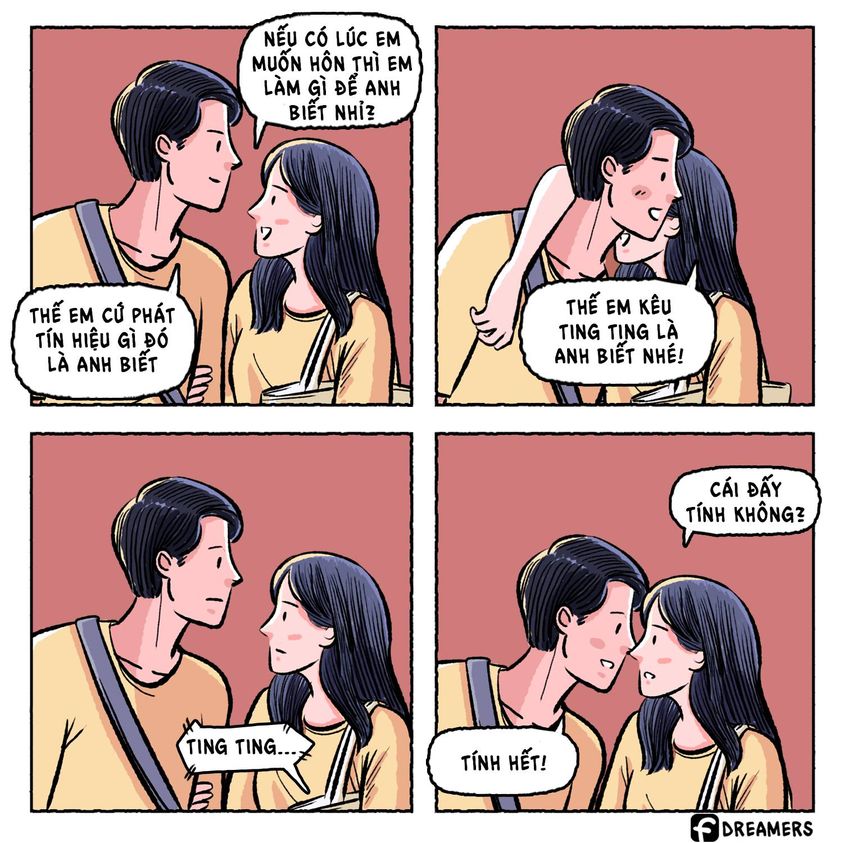 NẾU CÓ LÚC EM
MUỐN HÔN THÌ EM
LÀM GÌ ĐỂ ANH
BIẾT NHỈ?
THẾ EM CỨ PHÁT
TÍN HIỆU GÌ ĐÓ
LÀ ANH BIẾT
THẾ EM KÊU
TING TING LÀ
ANH BIẾT NHÉ!
TING TING...
CÁI ĐẤY
TÍNH KHÔNG?
TÍNH HẾT!
DREAMERS